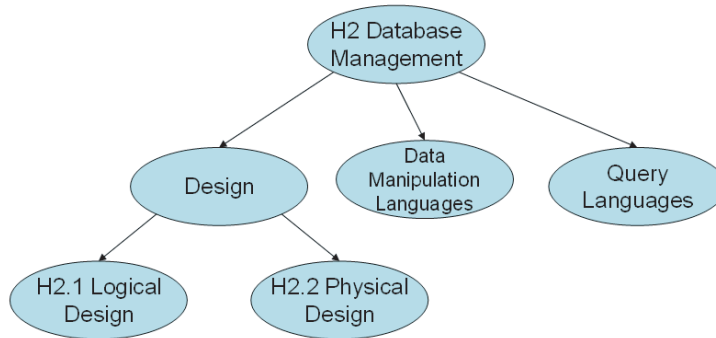 H2 Database
Management
Design
Data
Manipulation
Languages
Query
Languages
H2.1 Logical
Design
H2.2 Physical
Design